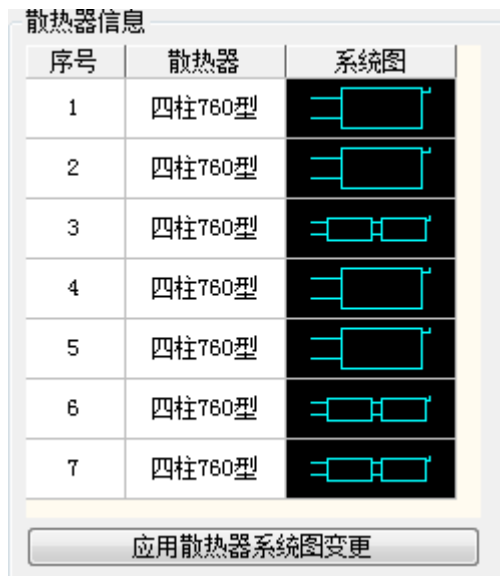 散热器信息
序号 散热器 系统图
1 四柱760型
2 四柱760型
3 四柱760型
4 四柱760型
5 四柱760型
6 四柱760型
7 四柱760型
应用散热器系统图变更